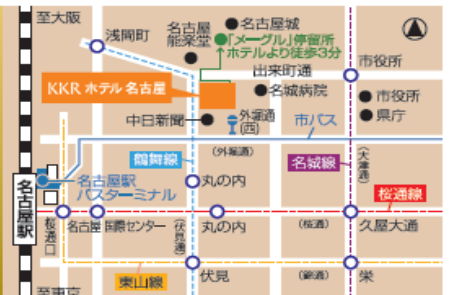 至大阪
浅間町
名古屋
能楽堂
名古屋城
「メーグル」停留所
ホテルより徒歩3分
出来町通
市役所
KKR ホテル 名古屋
名城病院
市役所
県庁
中日新聞
外堀通
(西)
市バス
(外堀通)
鶴舞線
名城線
(大津通)
名古屋駅
名古屋駅
バスターミナル
丸の内
桜通線
桜通口
名古屋
国際センター
(伏見通)
丸の内
(桜通)
久屋大通
東山線
伏見
(錦通)
栄
至東京